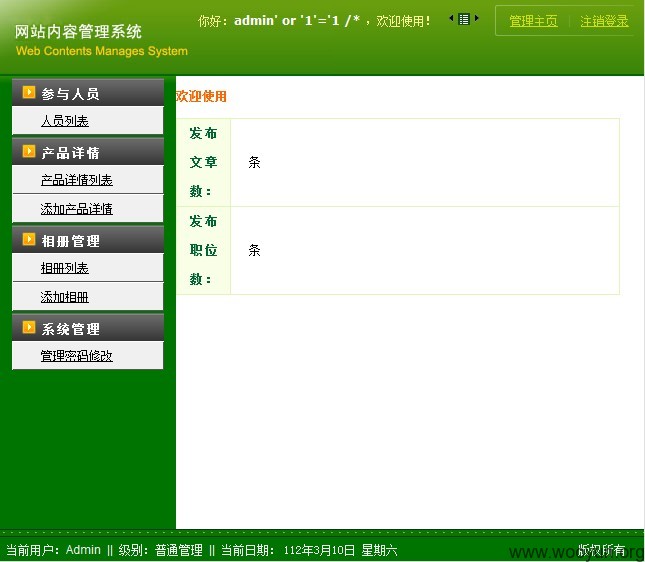 网站内容管理系统
Web Contents Manages System
你好：admin' or '1'='1 /* ，欢迎使用！
管理主页 | 注销登录
参与人员
人员列表
产品详情
产品详情列表
添加产品详情
相册管理
相册列表
添加相册
系统管理
管理密码修改
欢迎使用
发布
文章
数：
条
发布
职位
数：
条
当前用户：Admin || 级别：普通管理 || 当前日期： 112年3月10日 星期六
版权所有